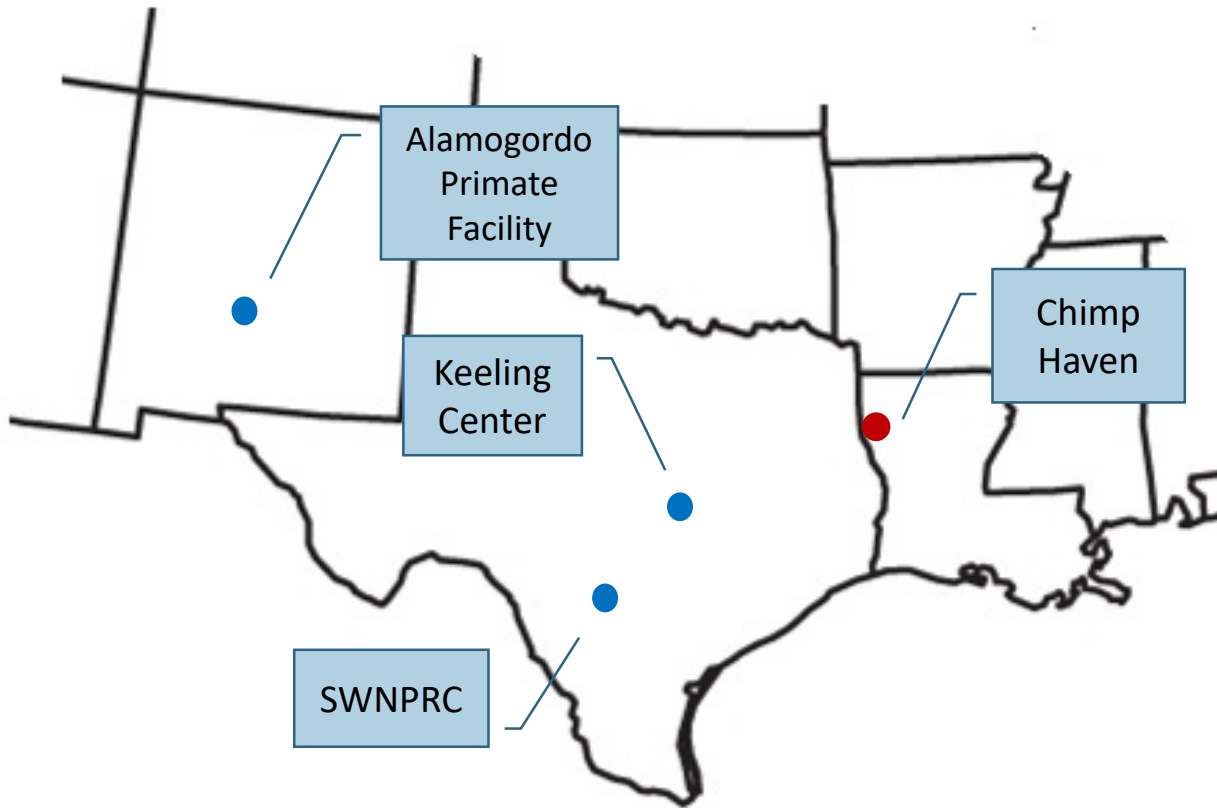 Alamogordo
Primate
Facility
Chimp
Haven
Keeling
Center
SWNPRC